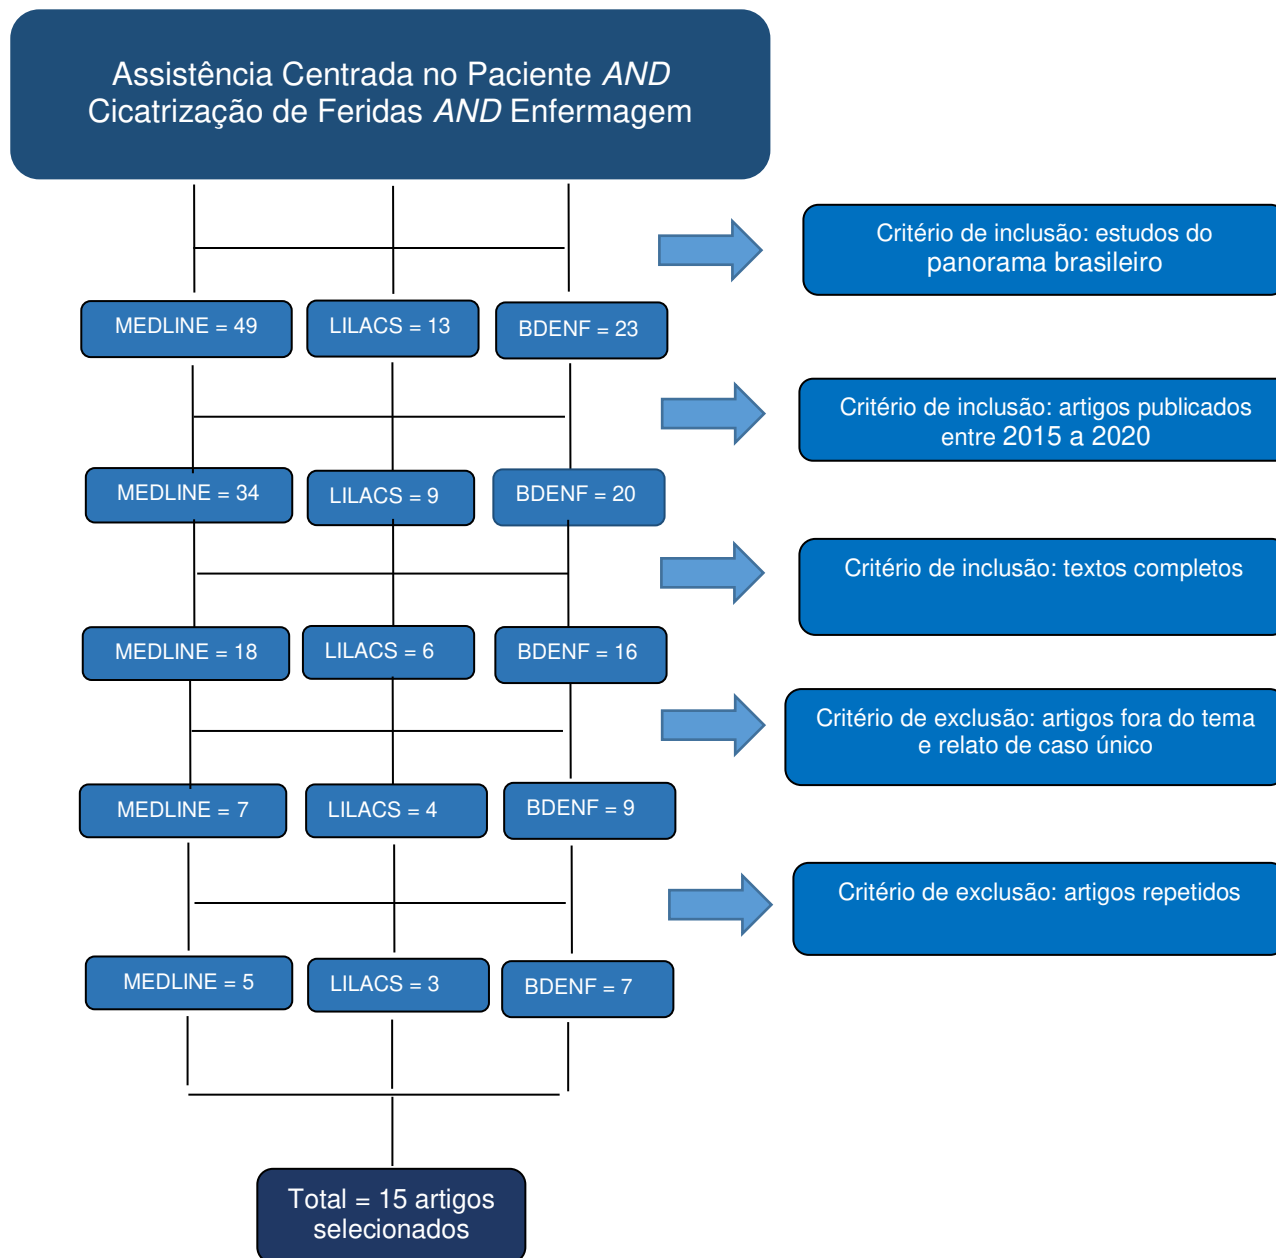 Assistência Centrada no Paciente AND
Cicatrização de Feridas AND Enfermagem
Critério de inclusão: estudos do
panorama brasileiro
MEDLINE = 49
LILACS = 13
BDENF = 23
Critério de inclusão: artigos publicados
entre 2015 a 2020
MEDLINE = 34
LILACS = 9
BDENF = 20
Critério de inclusão: textos completos
MEDLINE = 18
LILACS = 6
BDENF = 16
Critério de exclusão: artigos fora do tema
e relato de caso único
MEDLINE = 7
LILACS = 4
BDENF = 9
Critério de exclusão: artigos repetidos
MEDLINE = 5
LILACS = 3
BDENF = 7
Total = 15 artigos
selecionados